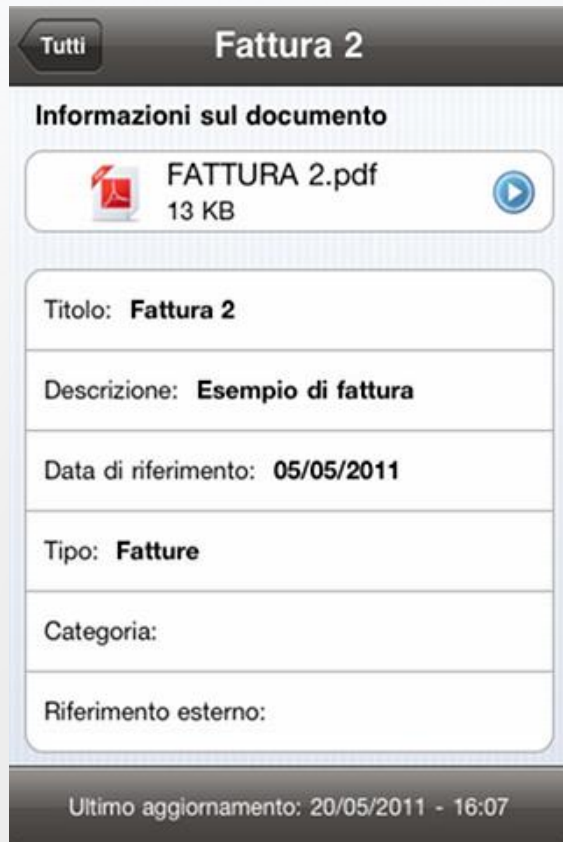 Tutti
Fattura 2
Informazioni sul documento
FATTURA 2.pdf
13 KB
Titolo: Fattura 2
Descrizione: Esempio di fattura
Data di riferimento: 05/05/2011
Tipo: Fatture
Categoria:
Riferimento esterno:
Ultimo aggiornamento: 20/05/2011 - 16:07